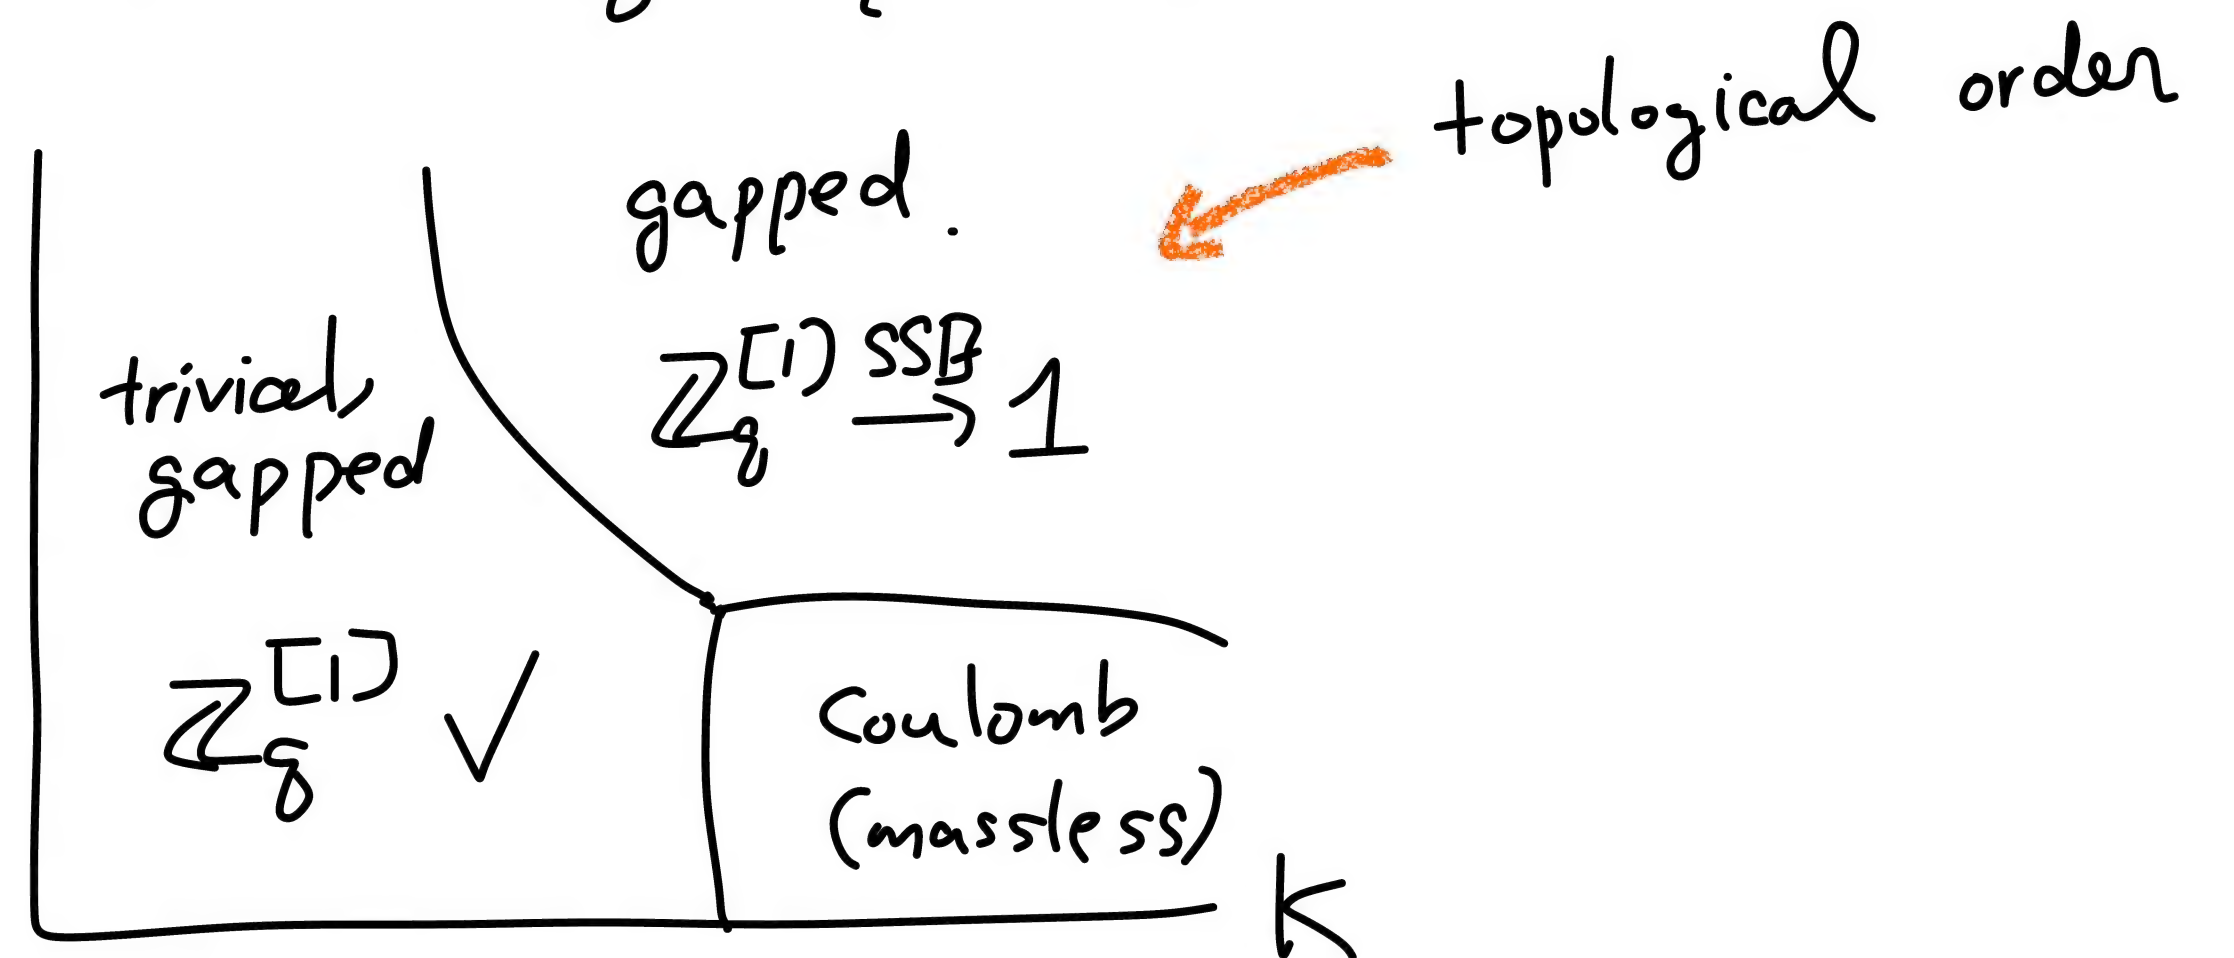 topological order
gapped.
ℤ_q^[1] SSB→ 1
trivial, gapped
ℤ_q^[1] ✓
Coulomb
(massless)
K